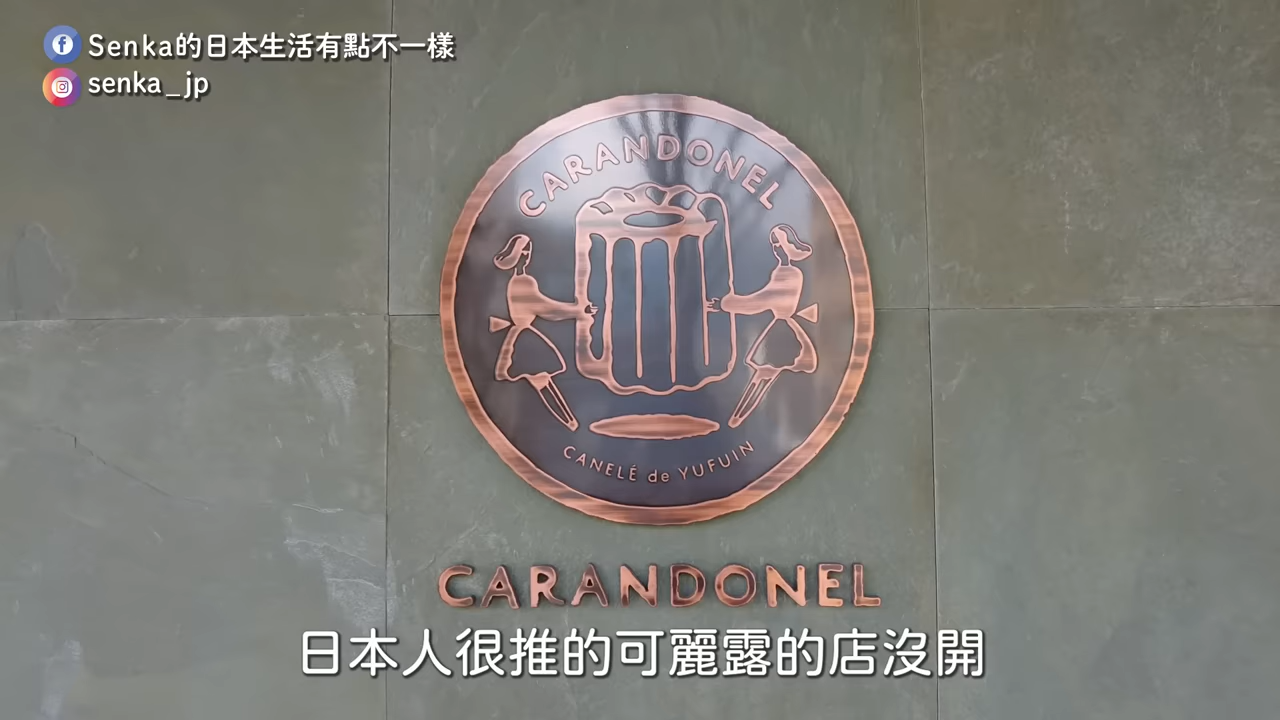 Senka的日本生活有點不一樣
senka_jp
CARANDONEL
CANELÉ de YUFUIN
CARANDONEL
日本人很推的可麗露的店沒開